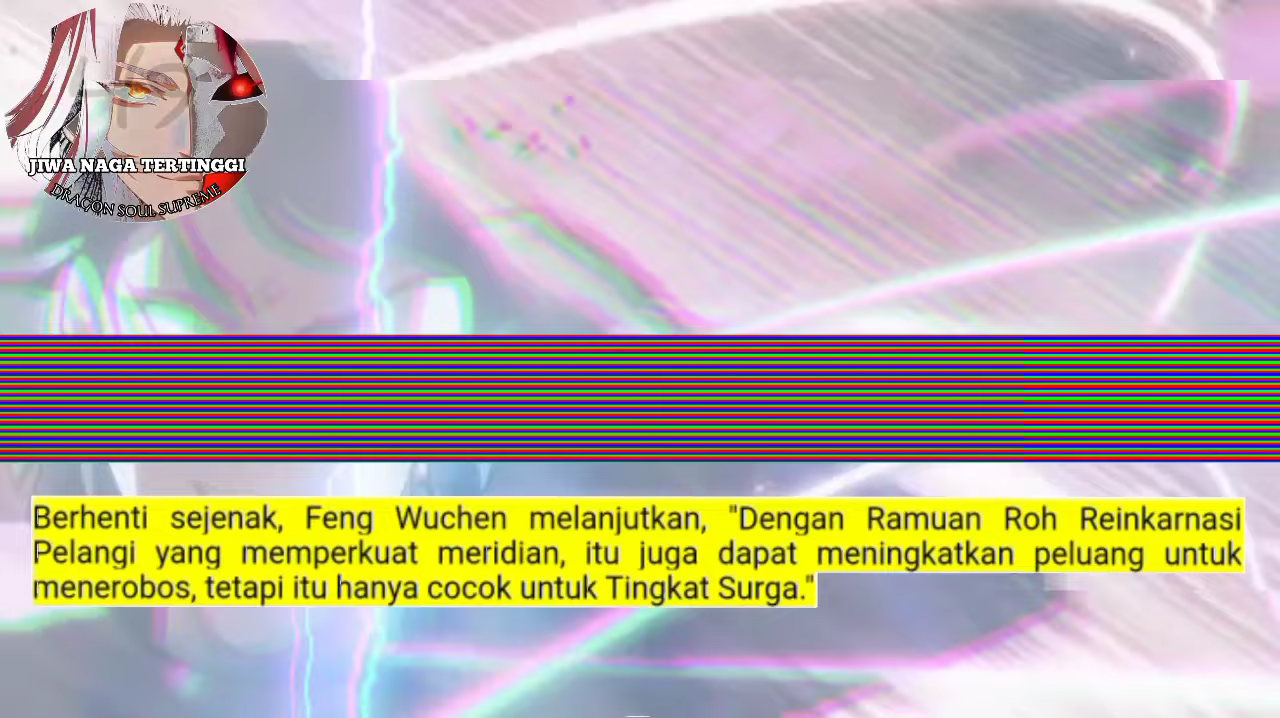 JIWA NAGA TERTINGGI
DRAGON SOUL SUPREME
Berhenti sejenak, Feng Wuchen melanjutkan, "Dengan Ramuan Roh Reinkarnasi
Pelangi yang memperkuat meridian, itu juga dapat meningkatkan peluang untuk
menerobos, tetapi itu hanya cocok untuk Tingkat Surga."